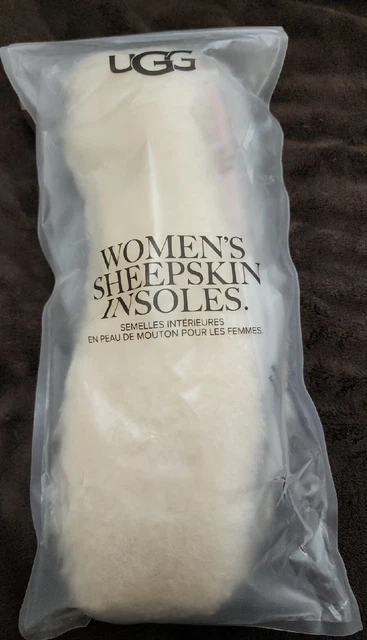 UGG
WOMEN'S
SHEEPSKIN
INSOLES.
SEMELLES INTÉRIEURES
EN PEAU DE MOUTON POUR LES FEMMES.